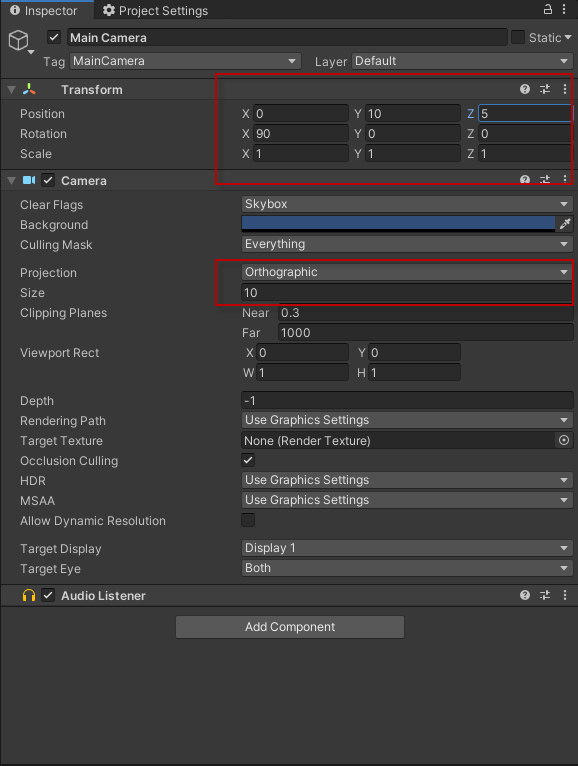 Inspector Project Settings
Main Camera Static
Tag MainCamera Layer Default
Transform
Position X 0 Y 10 Z 5
Rotation X 90 Y 0 Z 0
Scale X 1 Y 1 Z 1
Camera
Clear Flags Skybox
Background
Culling Mask Everything
Projection Orthographic
Size 10
Clipping Planes Near 0.3
Far 1000
Viewport Rect X 0 Y 0
W 1 H 1
Depth -1
Rendering Path Use Graphics Settings
Target Texture None (Render Texture)
Occlusion Culling
HDR Use Graphics Settings
MSAA Use Graphics Settings
Allow Dynamic Resolution
Target Display Display 1
Target Eye Both
Audio Listener
Add Component